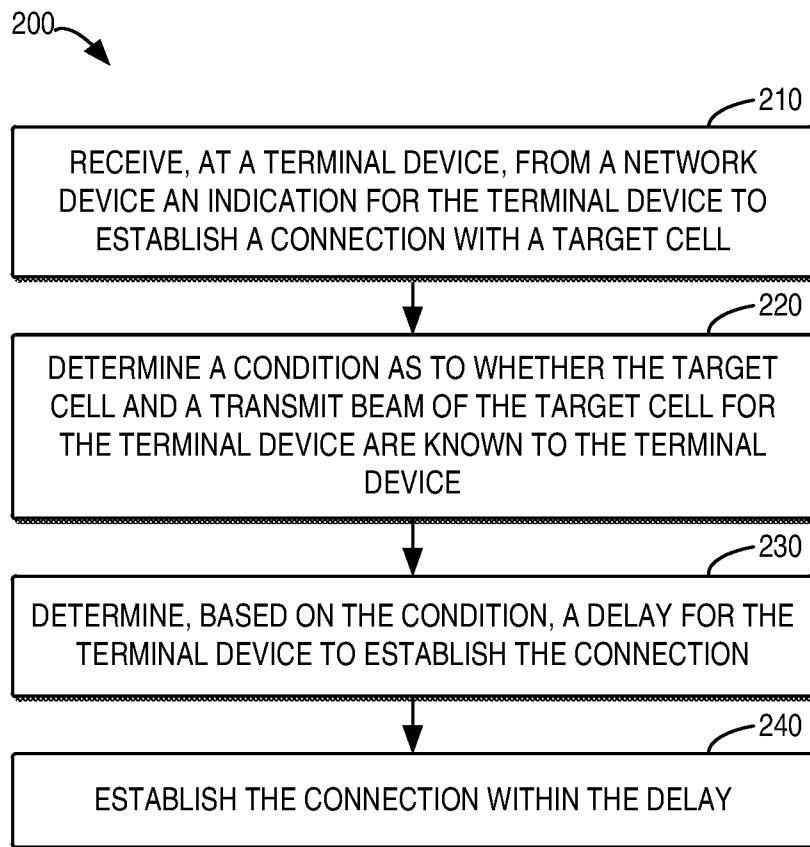 200
210
RECEIVE, AT A TERMINAL DEVICE, FROM A NETWORK
DEVICE AN INDICATION FOR THE TERMINAL DEVICE TO
ESTABLISH A CONNECTION WITH A TARGET CELL
220
DETERMINE A CONDITION AS TO WHETHER THE TARGET
CELL AND A TRANSMIT BEAM OF THE TARGET CELL FOR
THE TERMINAL DEVICE ARE KNOWN TO THE TERMINAL
DEVICE
230
DETERMINE, BASED ON THE CONDITION, A DELAY FOR THE
TERMINAL DEVICE TO ESTABLISH THE CONNECTION
240
ESTABLISH THE CONNECTION WITHIN THE DELAY